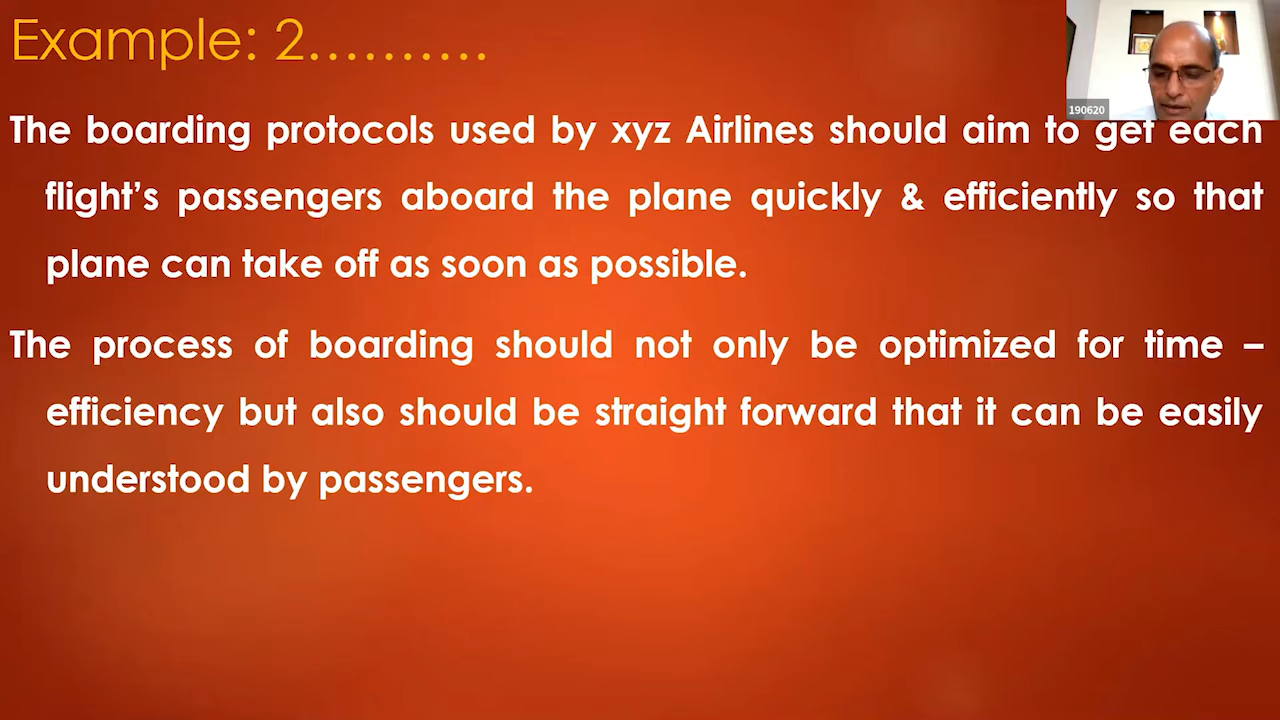 Example: 2..........
190620
The boarding protocols used by xyz Airlines should aim to get each
flight’s passengers aboard the plane quickly & efficiently so that
plane can take off as soon as possible.
The process of boarding should not only be optimized for time –
efficiency but also should be straight forward that it can be easily
understood by passengers.